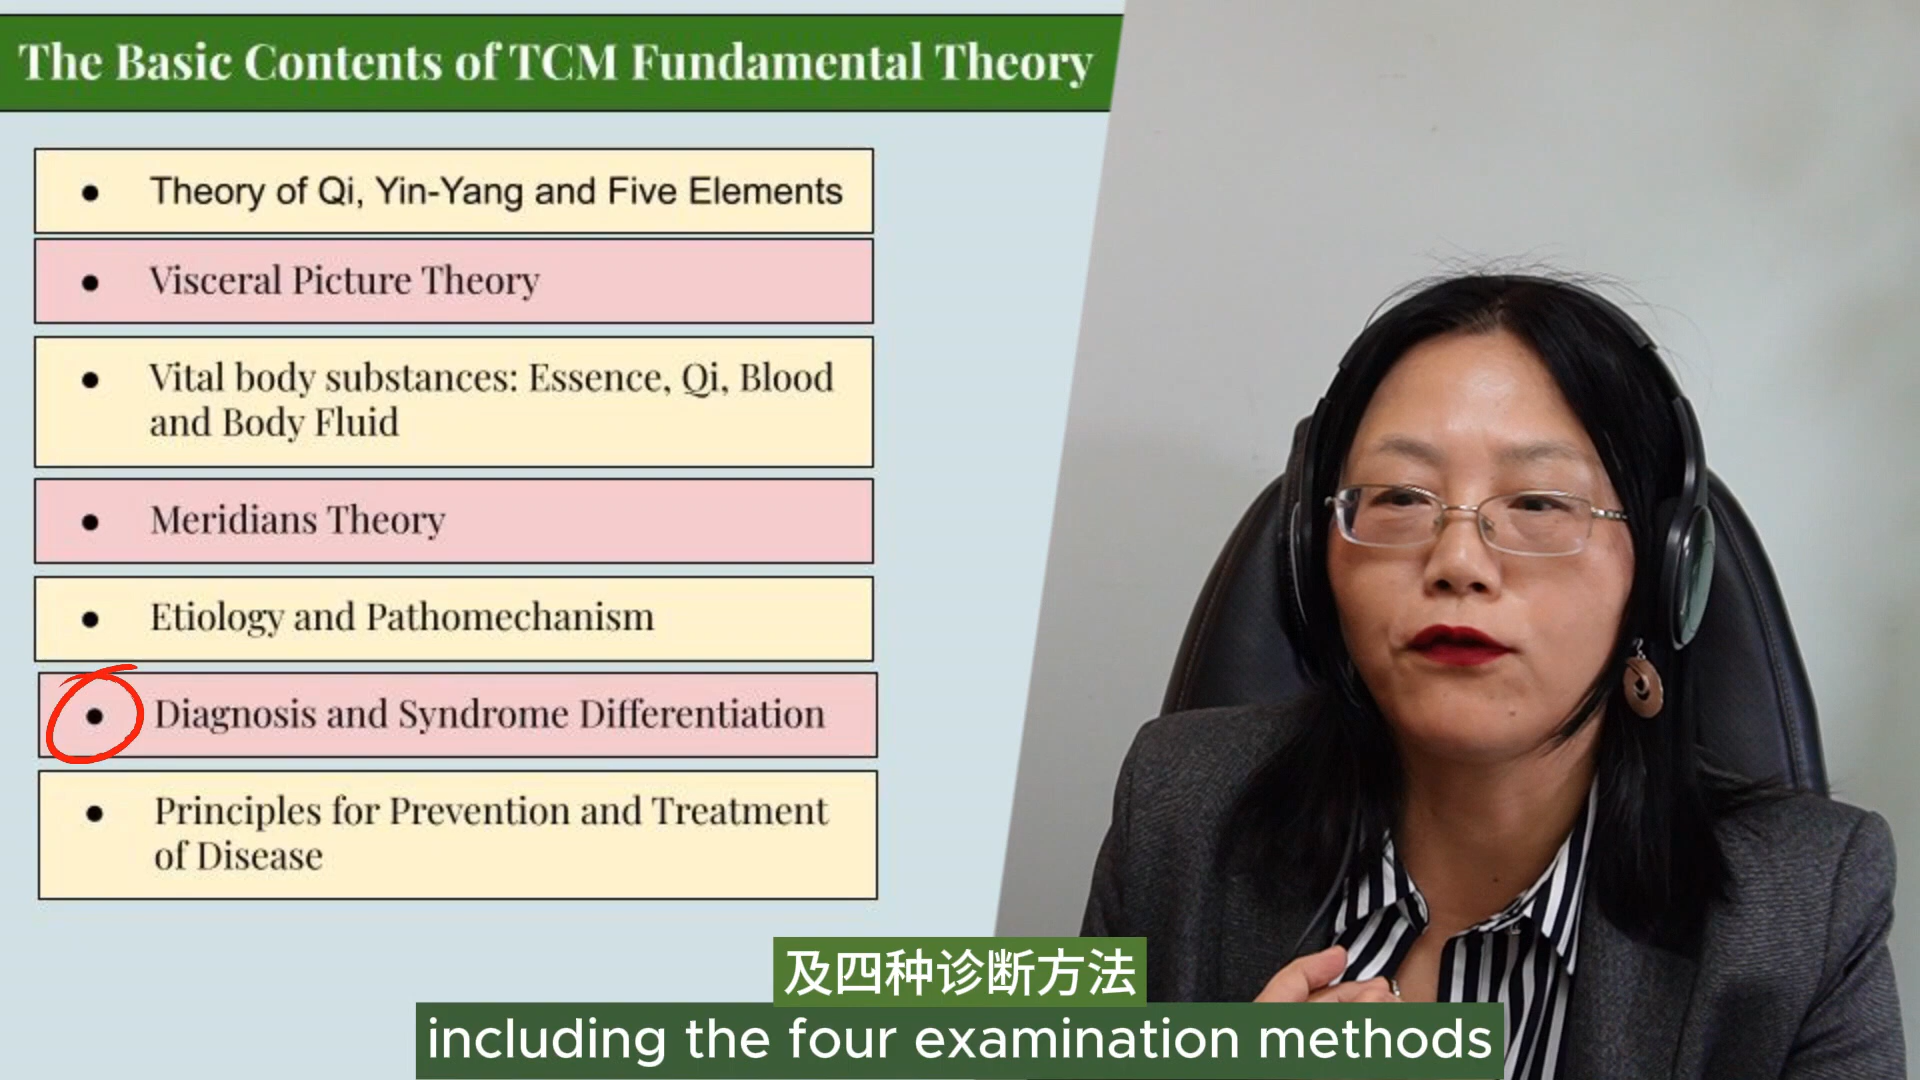 The Basic Contents of TCM Fundamental Theory
● Theory of Qi, Yin-Yang and Five Elements
● Visceral Picture Theory
● Vital body substances: Essence, Qi, Blood
and Body Fluid
● Meridians Theory
● Etiology and Pathomechanism
● Diagnosis and Syndrome Differentiation
● Principles for Prevention and Treatment
of Disease
及四种诊断方法
including the four examination methods